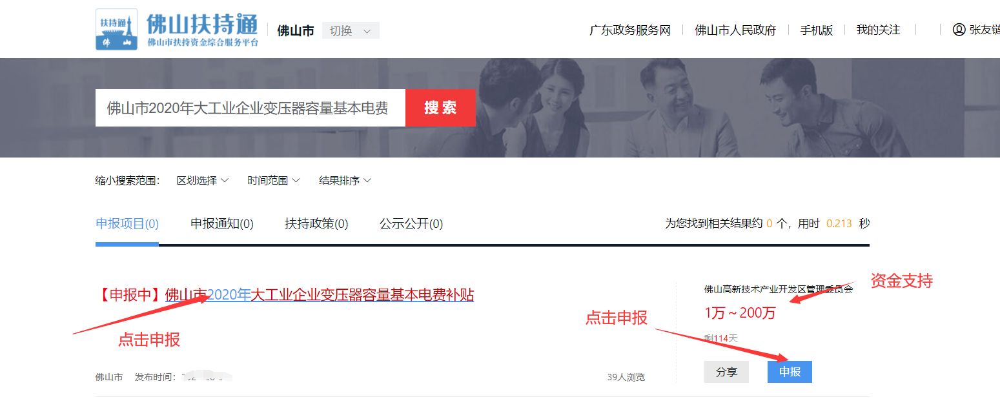 扶持通
佛山
佛山扶持通
佛山市扶持资金综合服务平台
佛山市 切换
广东政务服务网 佛山市人民政府 手机版 我的关注 张友链
佛山市2020年大工业企业变压器容量基本电费 搜索
缩小搜索范围: 区划选择 时间范围 结果排序
申报项目(0) 申报通知(0) 扶持政策(0) 公示公开(0) 为您找到相关结果约 0 个，用时 0.213 秒
【申报中】佛山市2020年大工业企业变压器容量基本电费补贴
点击申报
佛山市 发布时间:
39人浏览
佛山高新技术产业开发区管理委员会
资金支持
1万~200万
点击申报
剩114天
分享 申报